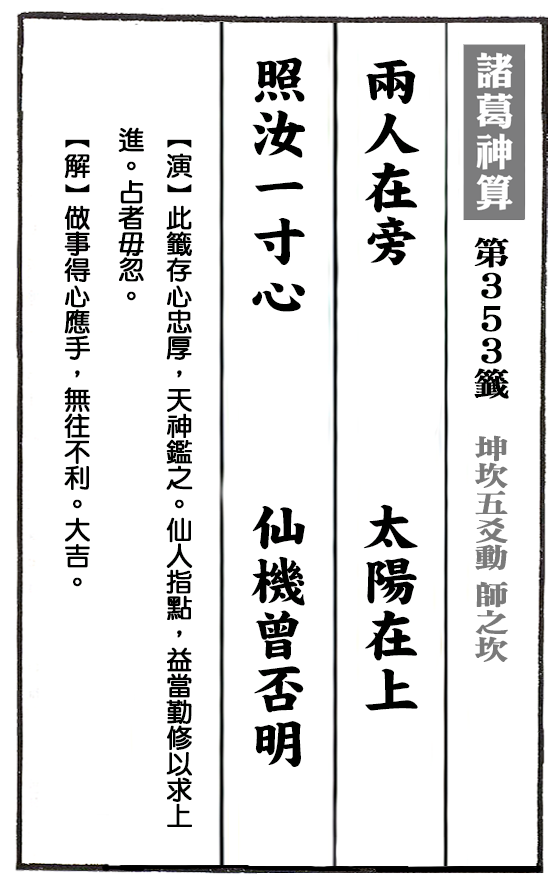 諸葛神算 第353籤 坤坎五爻動 師之坎
兩人在旁 太陽在上
照汝一寸心 仙機曾否明
【演】此籤存心忠厚，天神鑑之。仙人指點，益當勤修以求上
進。占者毋忽。
【解】做事得心應手，無往不利。大吉。